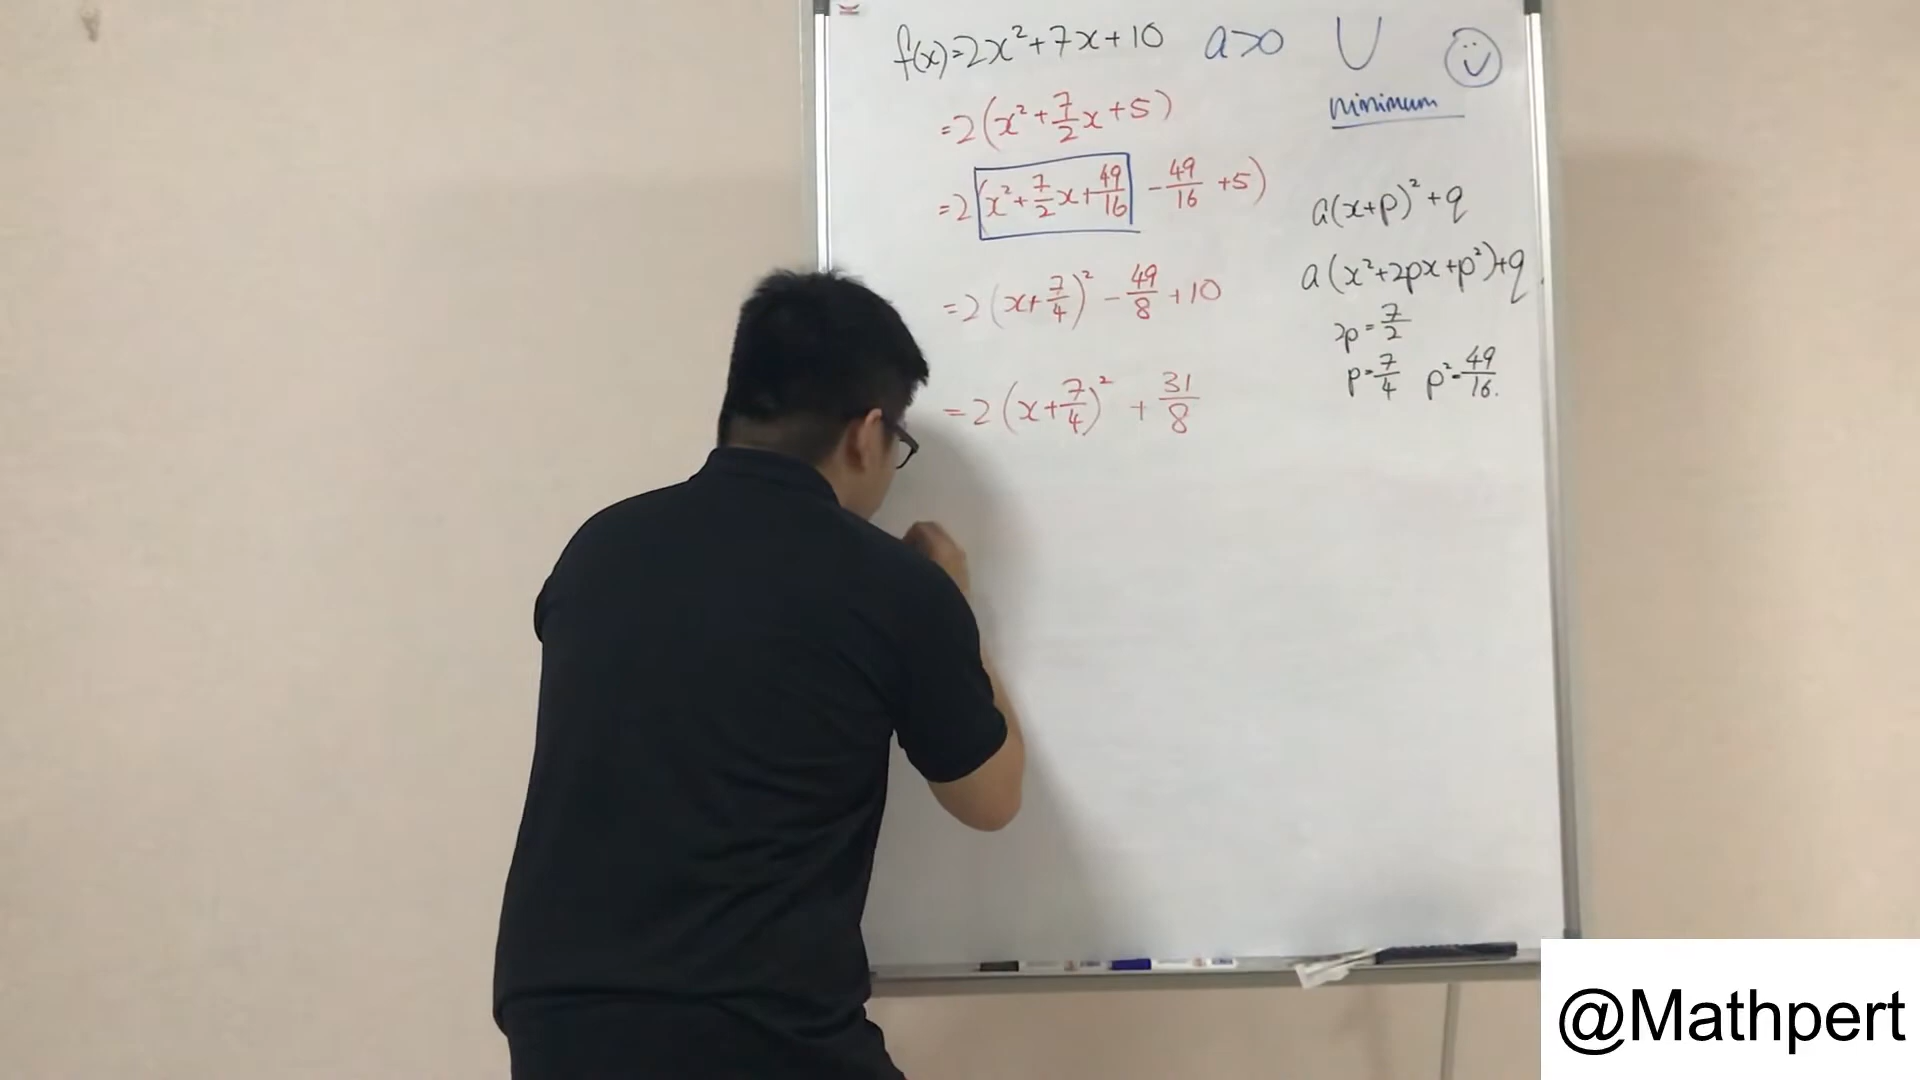 f(x)=2x²+7x+10 a>0 U
minimum
=2(x²+7/2x+5)
=2(x²+7/2x+49/16 -49/16+5)
a(x+p)²+q
a(x²+2px+p²)+q
=2(x+7/4)²-49/8+10
2p=7/2
p=7/4 p²=49/16.
=2(x+7/4)²+31/8
@Mathpert